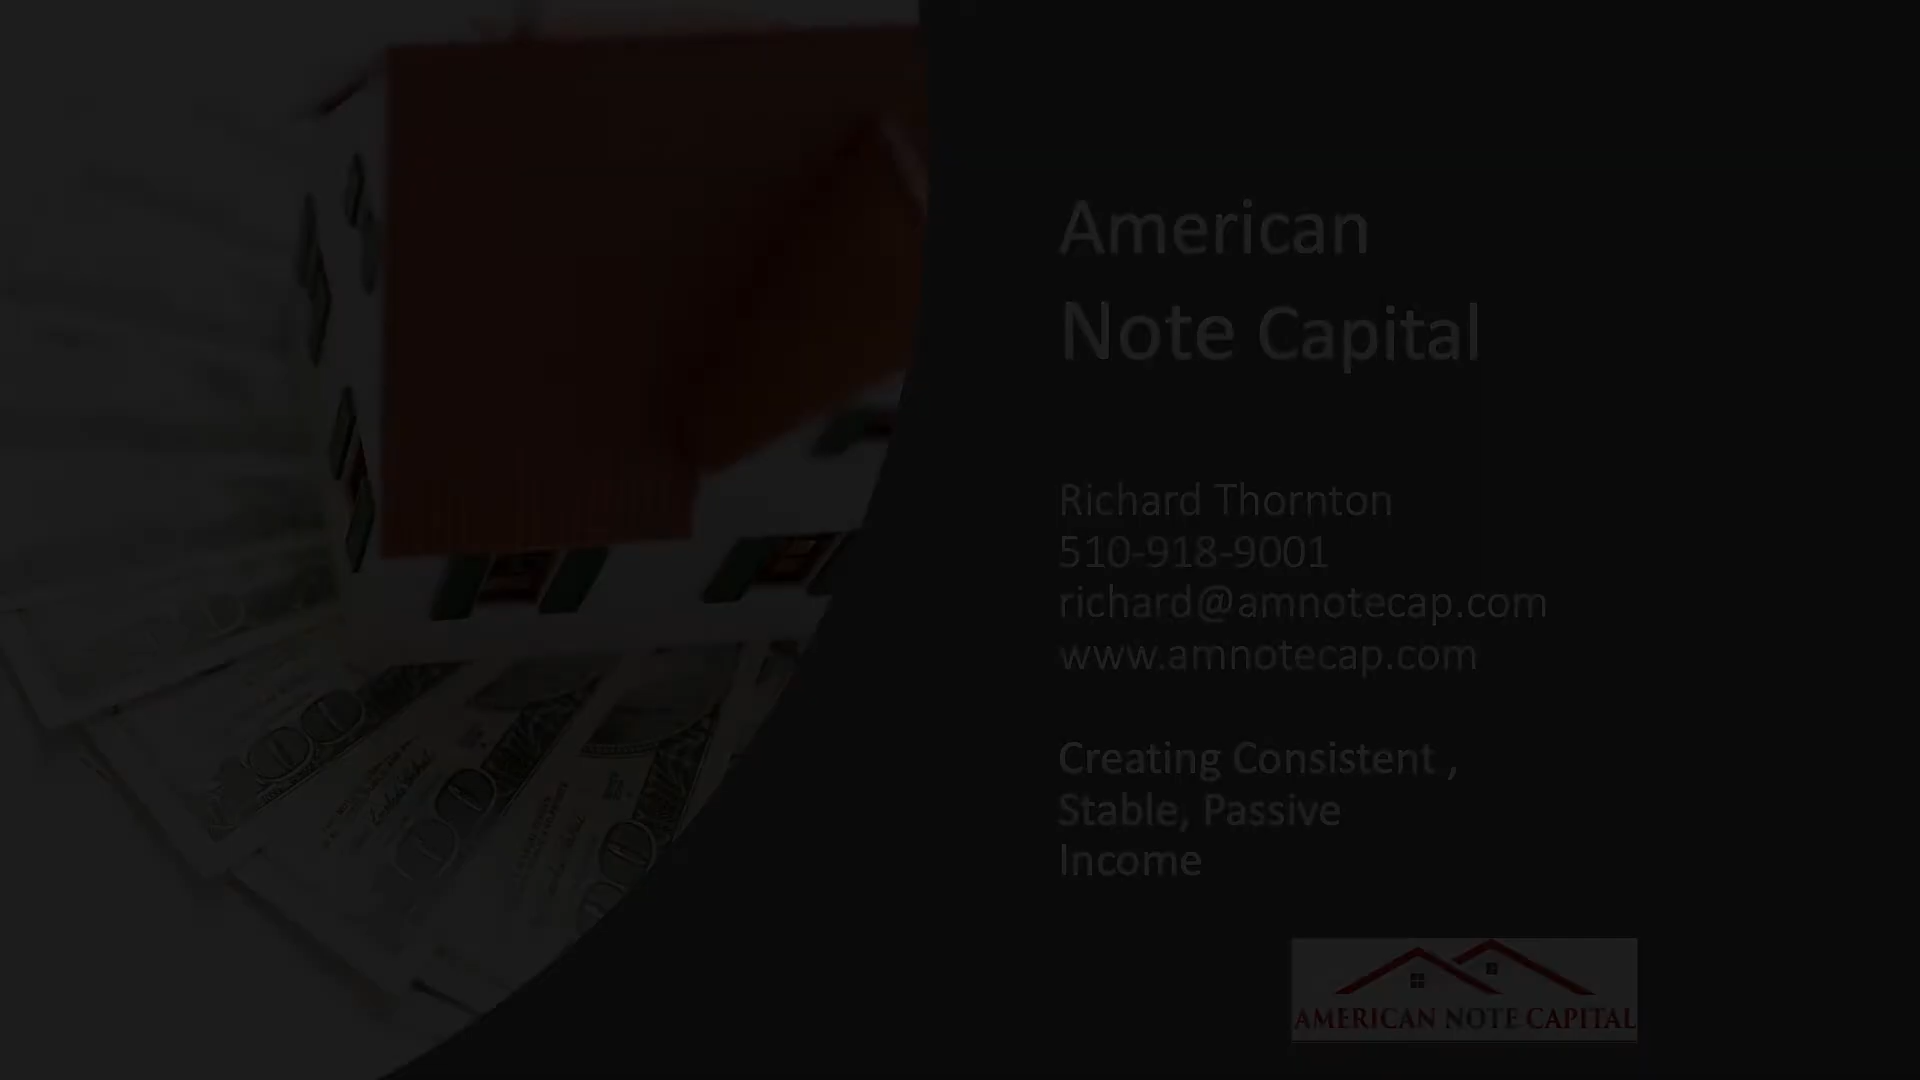 American
Note Capital
Richard Thornton
510-918-9001
richard@amnotecap.com
www.amnotecap.com
Creating Consistent ,
Stable, Passive
Income
AMERICAN NOTE CAPITAL